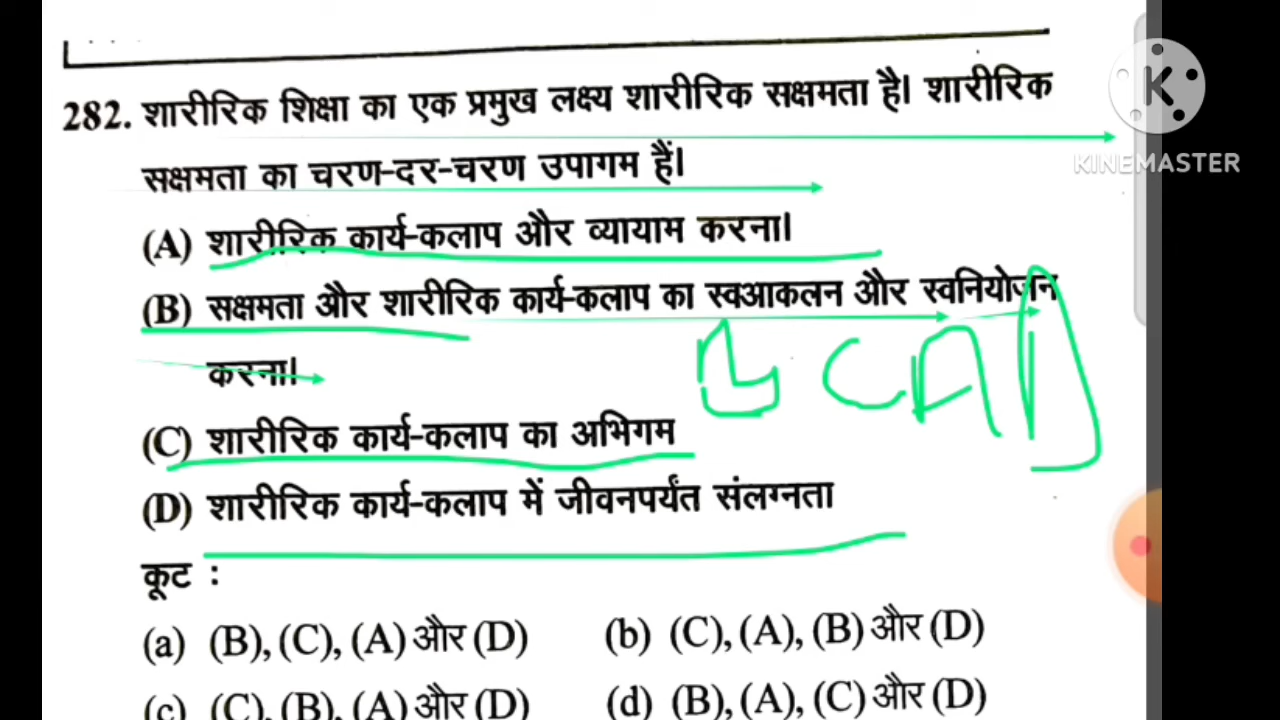 282. शारीरिक शिक्षा का एक प्रमुख लक्ष्य शारीरिक सक्षमता है। शारीरिक
सक्षमता का चरण-दर-चरण उपागम हैं।
K
KINEMASTER
(A) शारीरिक कार्य-कलाप और व्यायाम करना।
(B) सक्षमता और शारीरिक कार्य-कलाप का स्वआकलन और स्वनियोजन
करना।
B C A D
(C) शारीरिक कार्य-कलाप का अभिगम
(D) शारीरिक कार्य-कलाप में जीवनपर्यंत संलग्नता
कूट :
(a) (B), (C), (A) और (D) (b) (C), (A), (B) और (D)
(c) (C), (B), (A) और (D) (d) (B), (A), (C) और (D)